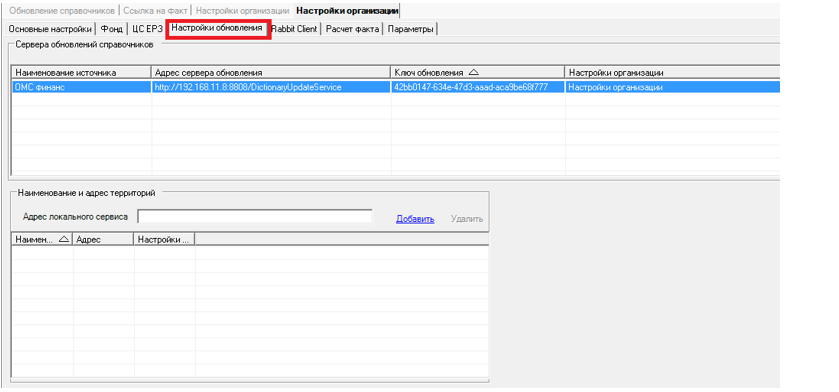 Обновление справочников Ссылка на Факт Настройки организации Настройки организации
Основные настройки Фонд ЦС ЕРЗ Настройки обновления Rabbit Client Расчет факта Параметры
Сервера обновлений справочников
Наименование источника Адрес сервера обновления Ключ обновления Настройки организации
ОМС Финанс http://192.168.11.8:8808/DictionaryUpdateService 42bb0147-634e-47d3-aaad-aca9be68f777 Настройки организации
Наименование и адрес территорий
Адрес локального сервиса Добавить Удалить
Наимен... Адрес Настройки ...